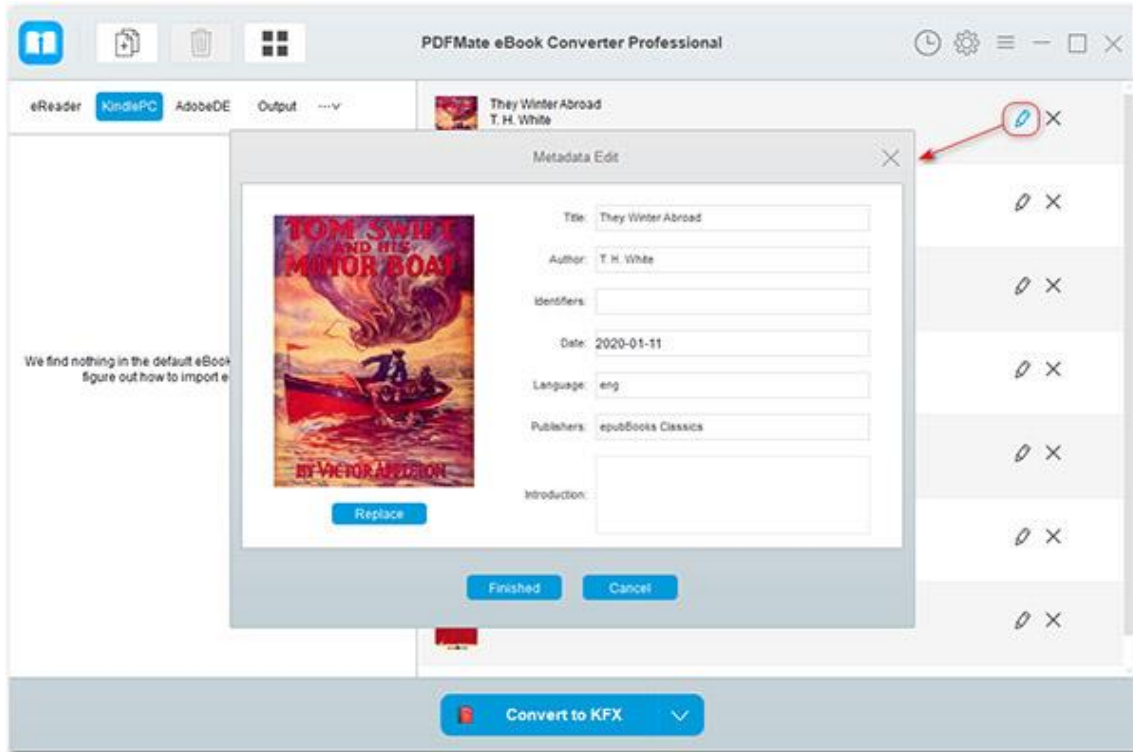 PDFMate eBook Converter Professional
eReader KindlePC AdobeDE Output ...
They Winter Abroad
T. H. White
Metadata Edit
TOM SWIFT
AND HIS
MOTOR BOAT
BY VICTOR APPLETON
Replace
Title: They Winter Abroad
Author: T. H. White
Identifiers:
Date: 2020-01-11
Language: eng
Publishers: epubBooks Classics
Introduction:
We find nothing in the default eBook
figure out how to import e
Finished Cancel
Convert to KFX